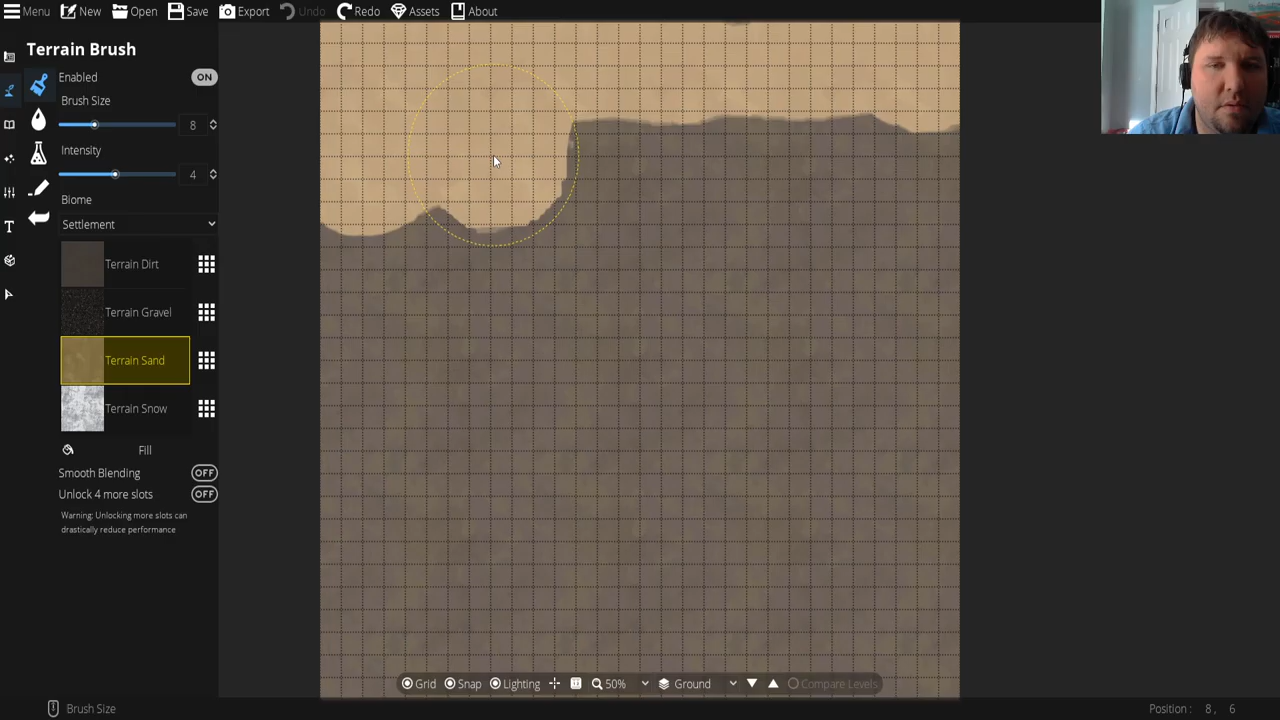 Menu New Open Save Export Undo Redo Assets About
Terrain Brush
Enabled ON
Brush Size
8
Intensity
4
Biome
Settlement
Terrain Dirt
Terrain Gravel
Terrain Sand
Terrain Snow
Fill
Smooth Blending OFF
Unlock 4 more slots OFF
Warning: Unlocking more slots can
drastically reduce performance
Grid Snap Lighting 50% Ground Compare Levels
Brush Size Position : 8, 6